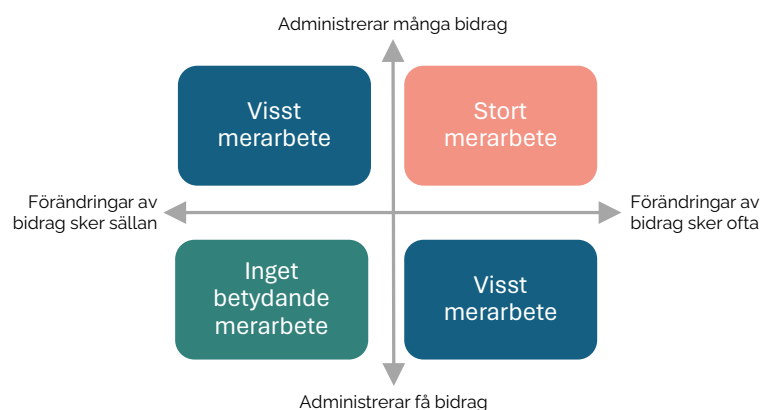 Administrerar många bidrag
Visst
merarbete
Stort
merarbete
Förändringar av
bidrag sker sällan
Förändringar av
bidrag sker ofta
Inget
betydande
merarbete
Visst
merarbete
Administrerar få bidrag